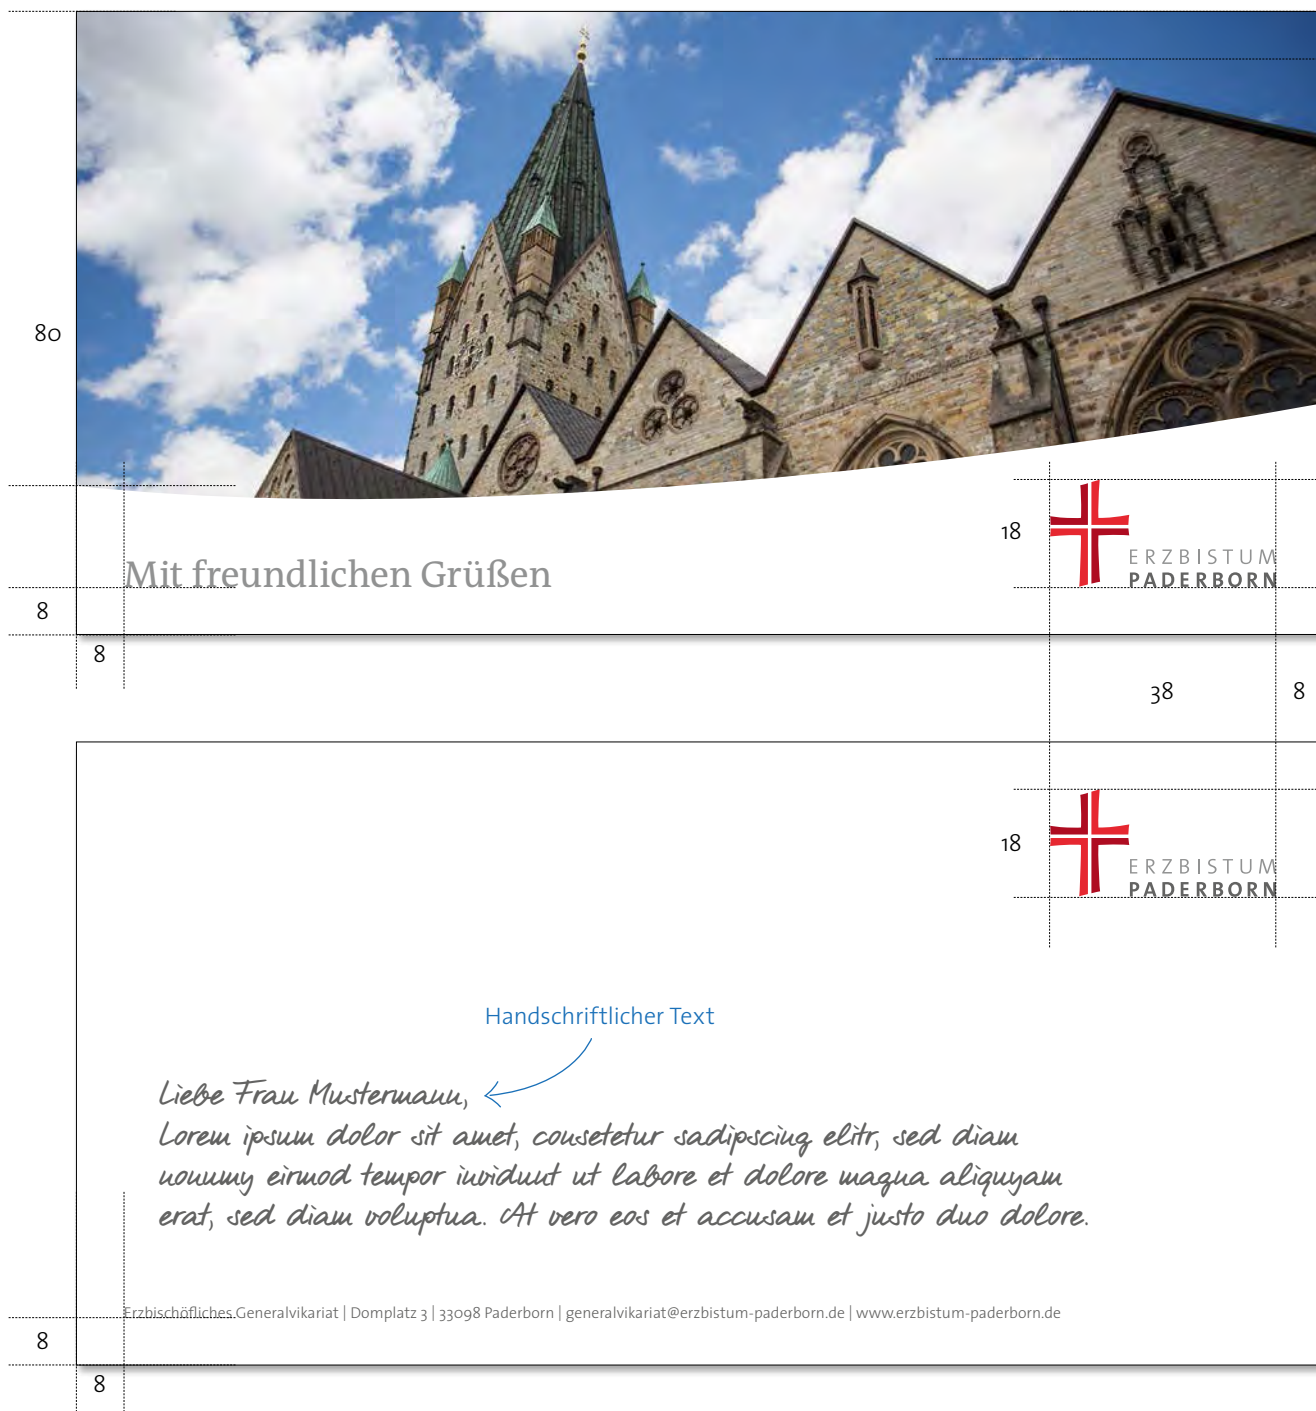 80
18
ERZBISTUM
PADERBORN
Mit freundlichen Grüßen
8
8
38
8
18
ERZBISTUM
PADERBORN
Handschriftlicher Text
Liebe Frau Mustermann,
Lorem ipsum dolor sit amet, consetetur sadipscing elitr, sed diam
nonumy eirmod tempor invidunt ut labore et dolore magna aliquyam
erat, sed diam voluptua. At vero eos et accusam et justo duo dolore.
Erzbischöfliches Generalvikariat | Domplatz 3 | 33098 Paderborn | generalvikariat@erzbistum-paderborn.de | www.erzbistum-paderborn.de
8
8